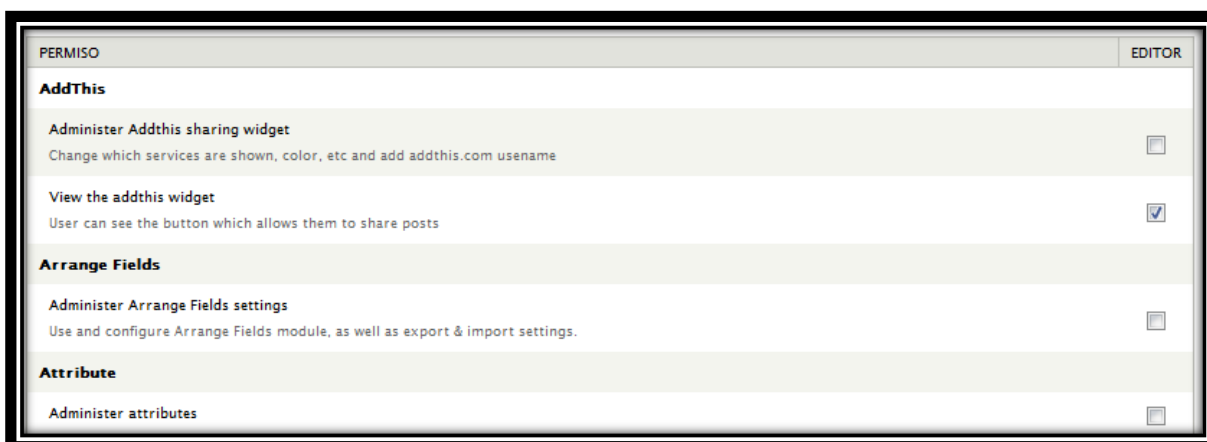 PERMISO EDITOR
AddThis
Administer Addthis sharing widget
Change which services are shown, color, etc and add addthis.com usename
View the addthis widget
User can see the button which allows them to share posts
Arrange Fields
Administer Arrange Fields settings
Use and configure Arrange Fields module, as well as export & import settings.
Attribute
Administer attributes